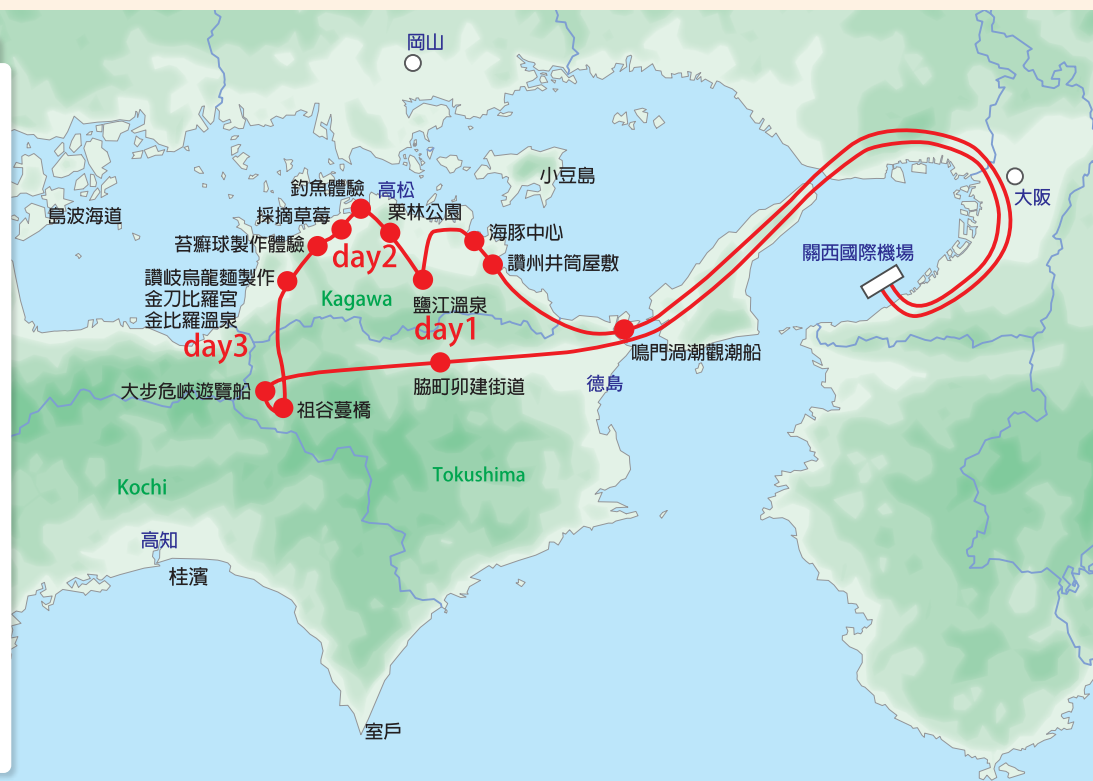 岡山
小豆島
大阪
島波海道
釣魚體驗
高松
採摘草莓
栗林公園
苔癬球製作體驗
day2
海豚中心
讚州井筒屋敷
關西國際機場
讚岐烏龍麵製作
金刀比羅宮
金比羅溫泉
day3
Kagawa
鹽江溫泉
day1
鳴門渦潮觀潮船
大步危峽遊覽船
脇町卯建街道
德島
祖谷蔓橋
Kochi
Tokushima
高知
桂濱
室戶